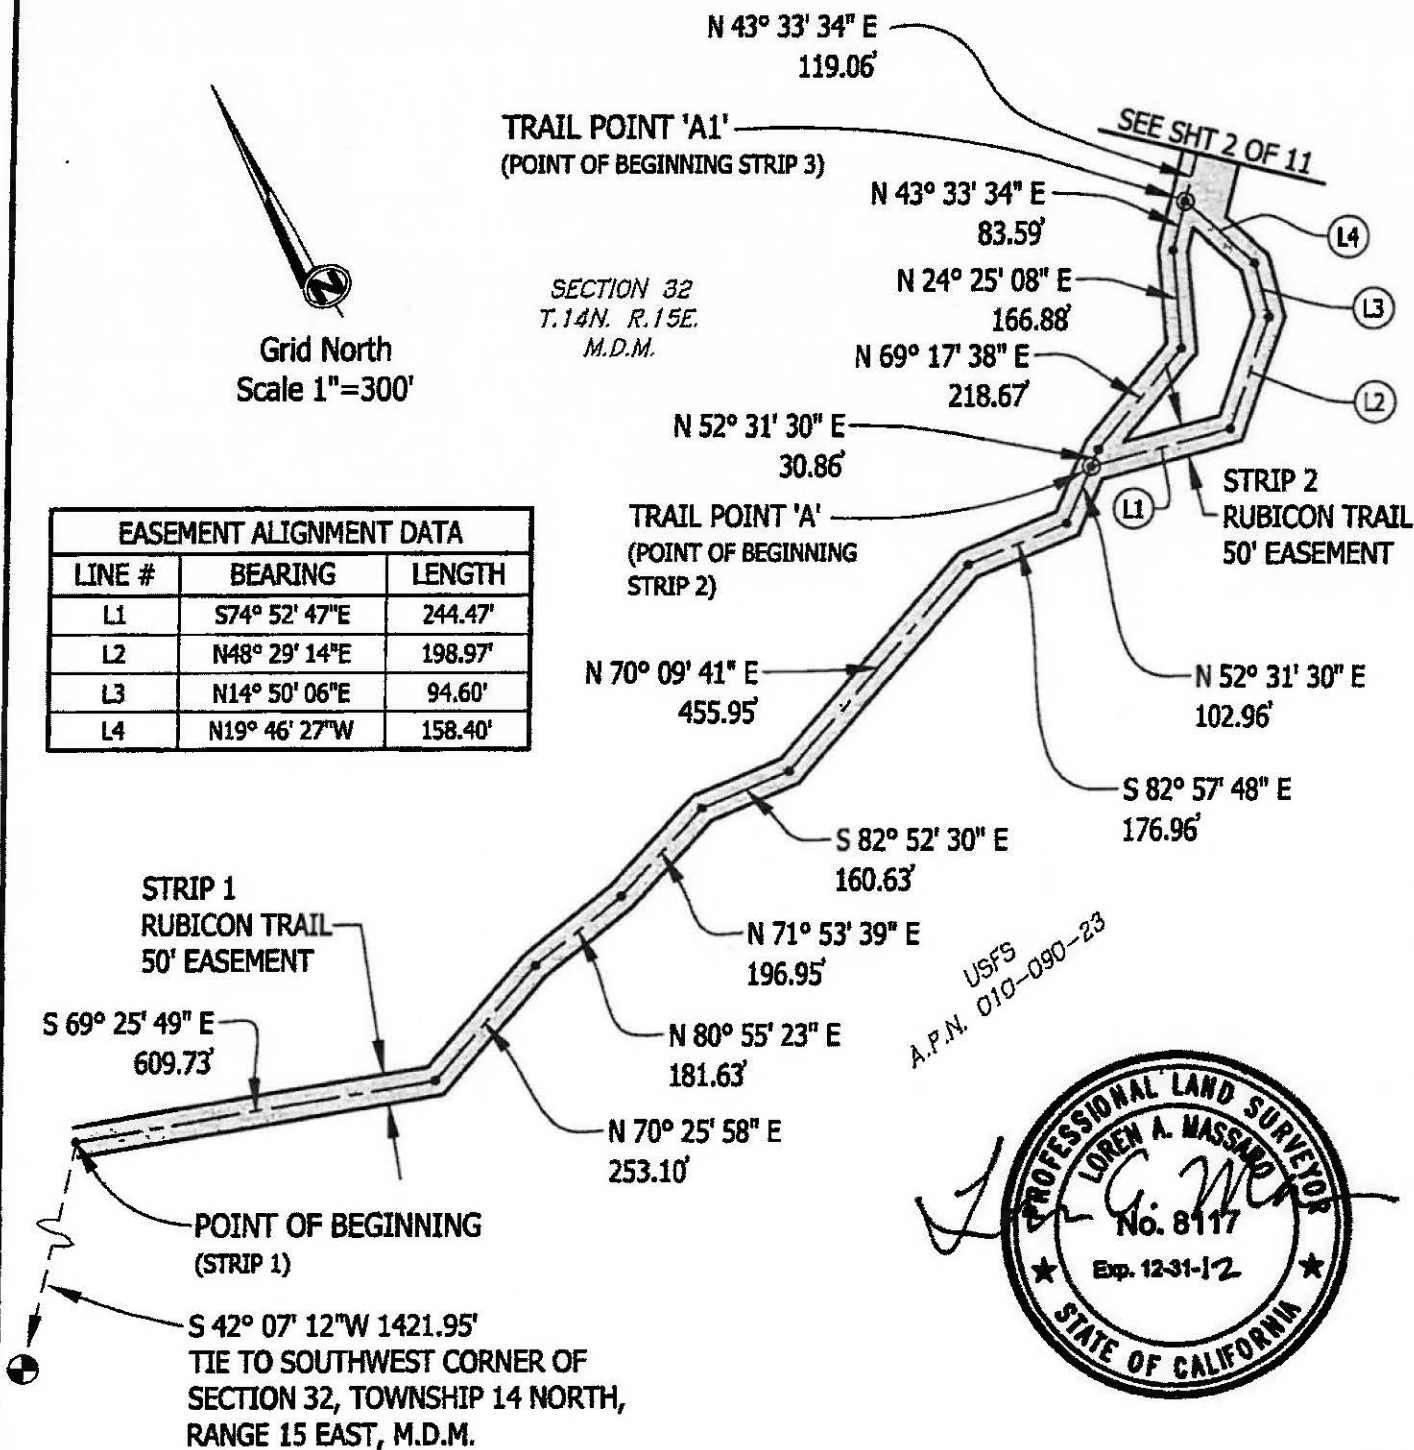 N 43° 33' 34" E
119.06'
TRAIL POINT 'A1'
(POINT OF BEGINNING STRIP 3)
SEE SHT 2 OF 11
N 43° 33' 34" E
83.59'
L4
N 24° 25' 08" E
166.88'
L3
N 69° 17' 38" E
218.67'
L2
N 52° 31' 30" E
30.86'
N
Grid North
Scale 1"=300'
SECTION 32
T.14N. R.15E.
M.D.M.
TRAIL POINT 'A'
(POINT OF BEGINNING
STRIP 2)
L1
STRIP 2
RUBICON TRAIL
50' EASEMENT
EASEMENT ALIGNMENT DATA
LINE # BEARING LENGTH
L1 S74° 52' 47"E 244.47'
L2 N48° 29' 14"E 198.97'
L3 N14° 50' 06"E 94.60'
L4 N19° 46' 27"W 158.40'
N 70° 09' 41" E
455.95'
N 52° 31' 30" E
102.96'
S 82° 57' 48" E
176.96'
S 82° 52' 30" E
160.63'
STRIP 1
RUBICON TRAIL
50' EASEMENT
N 71° 53' 39" E
196.95'
USFS
A.P.N. 010-090-23
S 69° 25' 49" E
609.73'
N 80° 55' 23" E
181.63'
N 70° 25' 58" E
253.10'
POINT OF BEGINNING
(STRIP 1)
S 42° 07' 12"W 1421.95'
TIE TO SOUTHWEST CORNER OF
SECTION 32, TOWNSHIP 14 NORTH,
RANGE 15 EAST, M.D.M.
PROFESSIONAL LAND SURVEYOR
LOREN A. MASSARO
No. 8117
Exp. 12-31-12
STATE OF CALIFORNIA